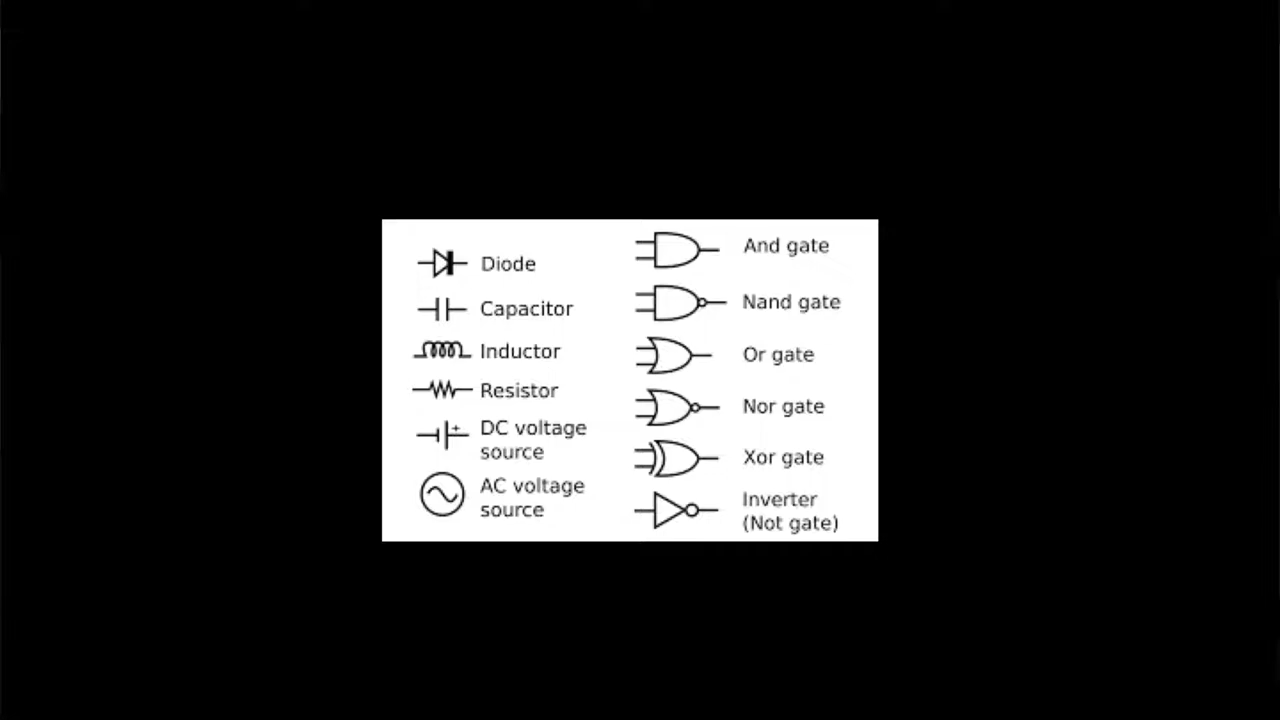 Diode
Capacitor
Inductor
Resistor
DC voltage
source
AC voltage
source
And gate
Nand gate
Or gate
Nor gate
Xor gate
Inverter
(Not gate)